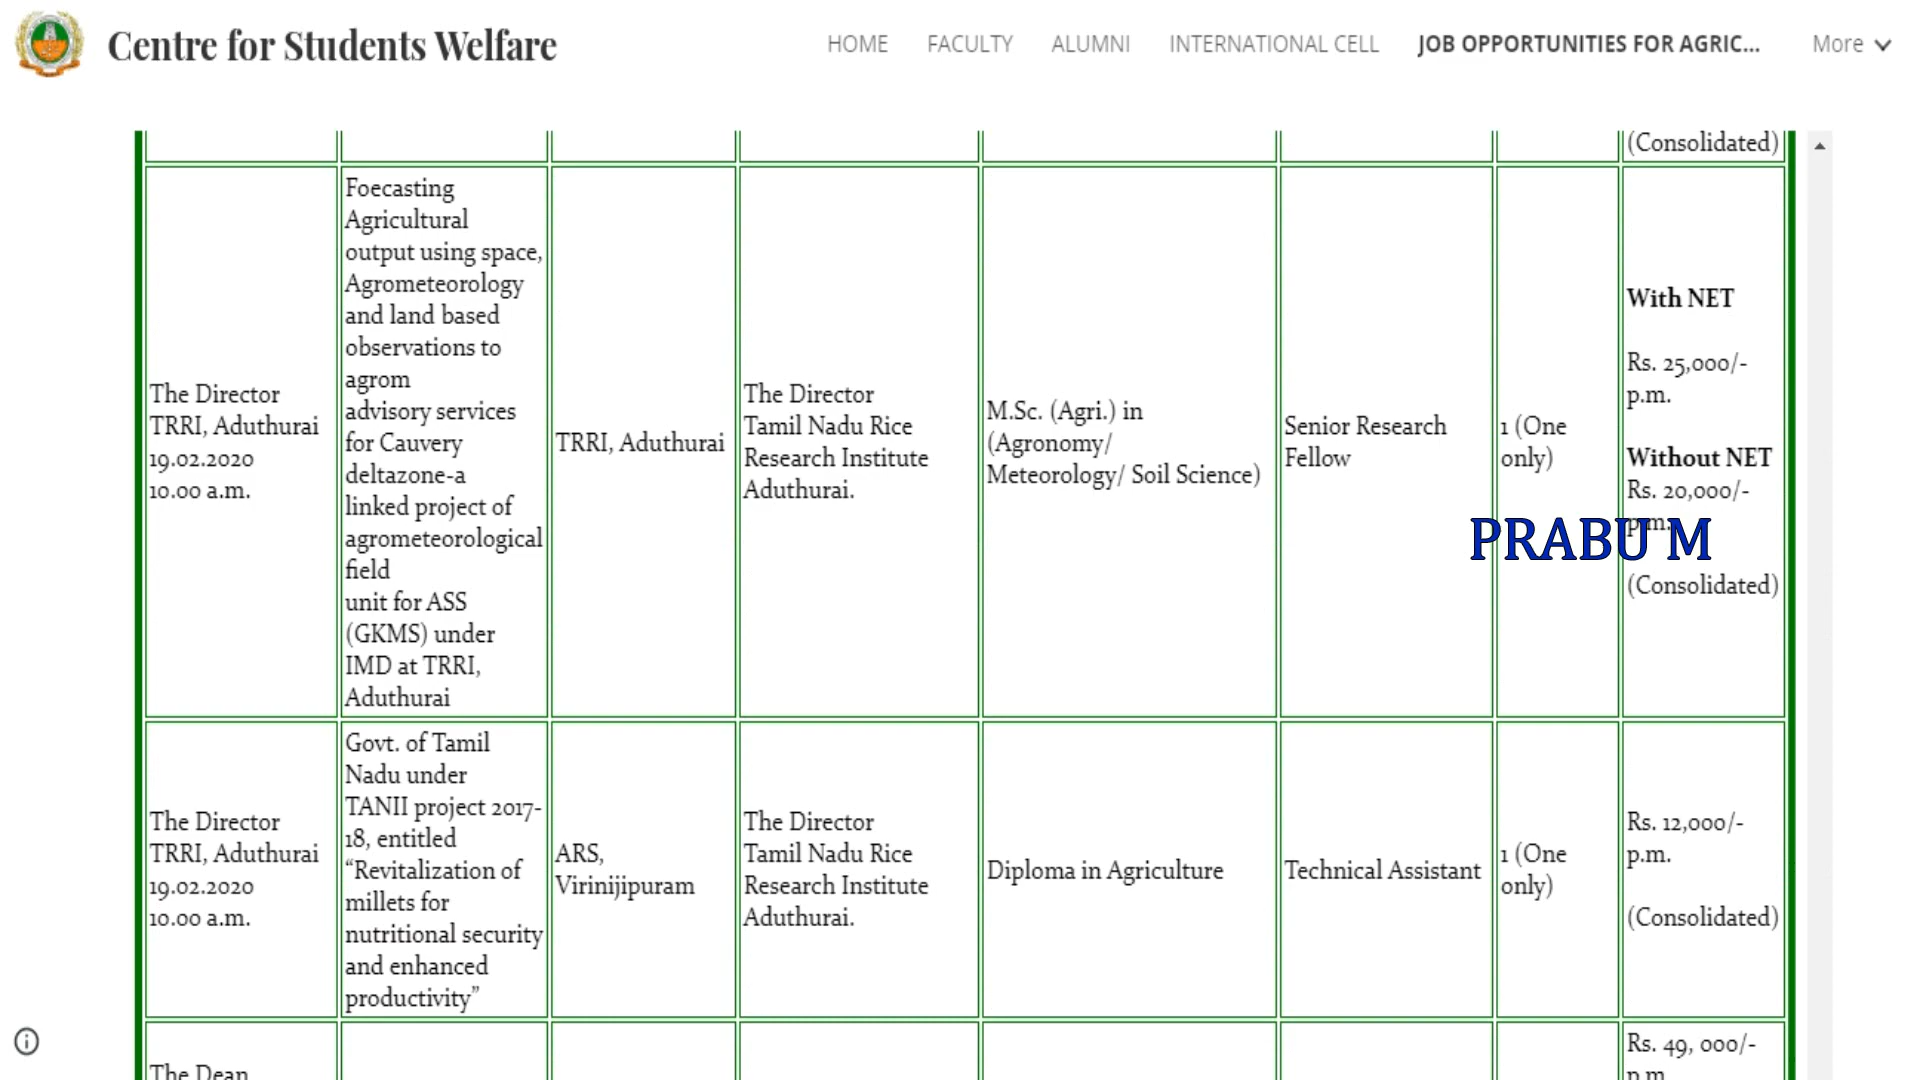 Centre for Students Welfare
HOME
FACULTY
ALUMNI
INTERNATIONAL CELL
JOB OPPORTUNITIES FOR AGRIC...
More
(Consolidated)
The Director
TRRI, Aduthurai
19.02.2020
10.00 a.m.
Foecasting
Agricultural
output using space,
Agrometeorology
and land based
observations to
agrom
advisory services
for Cauvery
deltazone-a
linked project of
agrometeorological
field
unit for ASS
(GKMS) under
IMD at TRRI,
Aduthurai
TRRI, Aduthurai
The Director
Tamil Nadu Rice
Research Institute
Aduthurai.
M.Sc. (Agri.) in
(Agronomy/
Meteorology/ Soil Science)
Senior Research
Fellow
1 (One
only)
With NET
Rs. 25,000/-
p.m.
Without NET
Rs. 20,000/-
p.m.
(Consolidated)
PRABU M
The Director
TRRI, Aduthurai
19.02.2020
10.00 a.m.
Govt. of Tamil
Nadu under
TANII project 2017-
18, entitled
“Revitalization of
millets for
nutritional security
and enhanced
productivity”
ARS,
Virinijipuram
The Director
Tamil Nadu Rice
Research Institute
Aduthurai.
Diploma in Agriculture
Technical Assistant
1 (One
only)
Rs. 12,000/-
p.m.
(Consolidated)
The Dean
Rs. 49, 000/-
p.m.